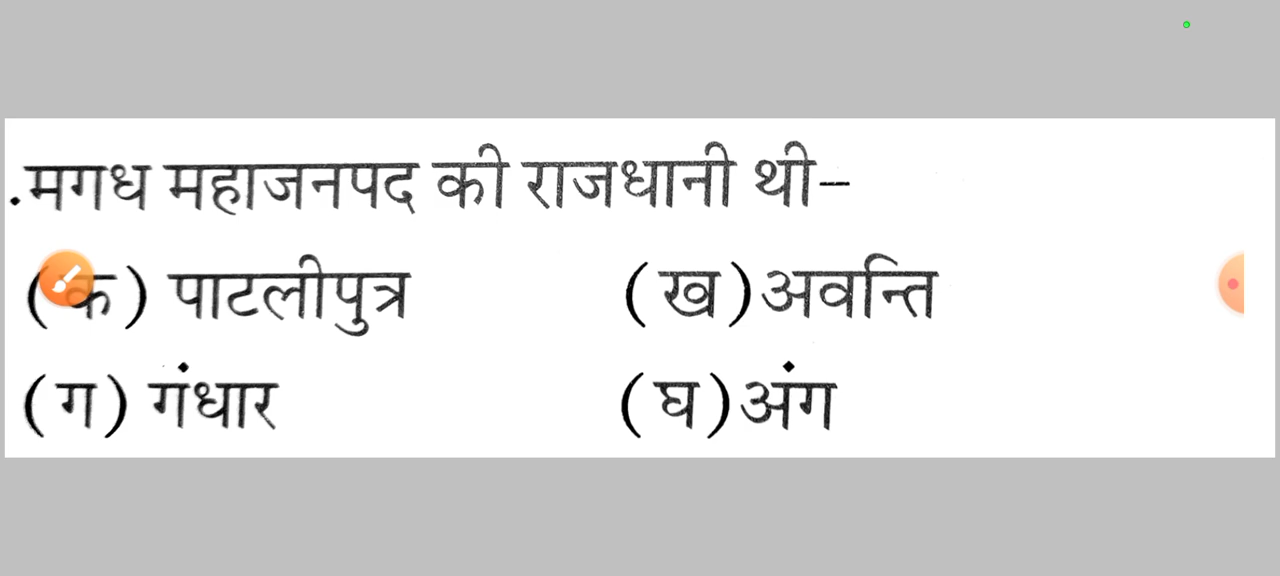 .मगध महाजनपद की राजधानी थी–
(क) पाटलीपुत्र (ख)अवन्ति
(ग) गंधार (घ)अंग